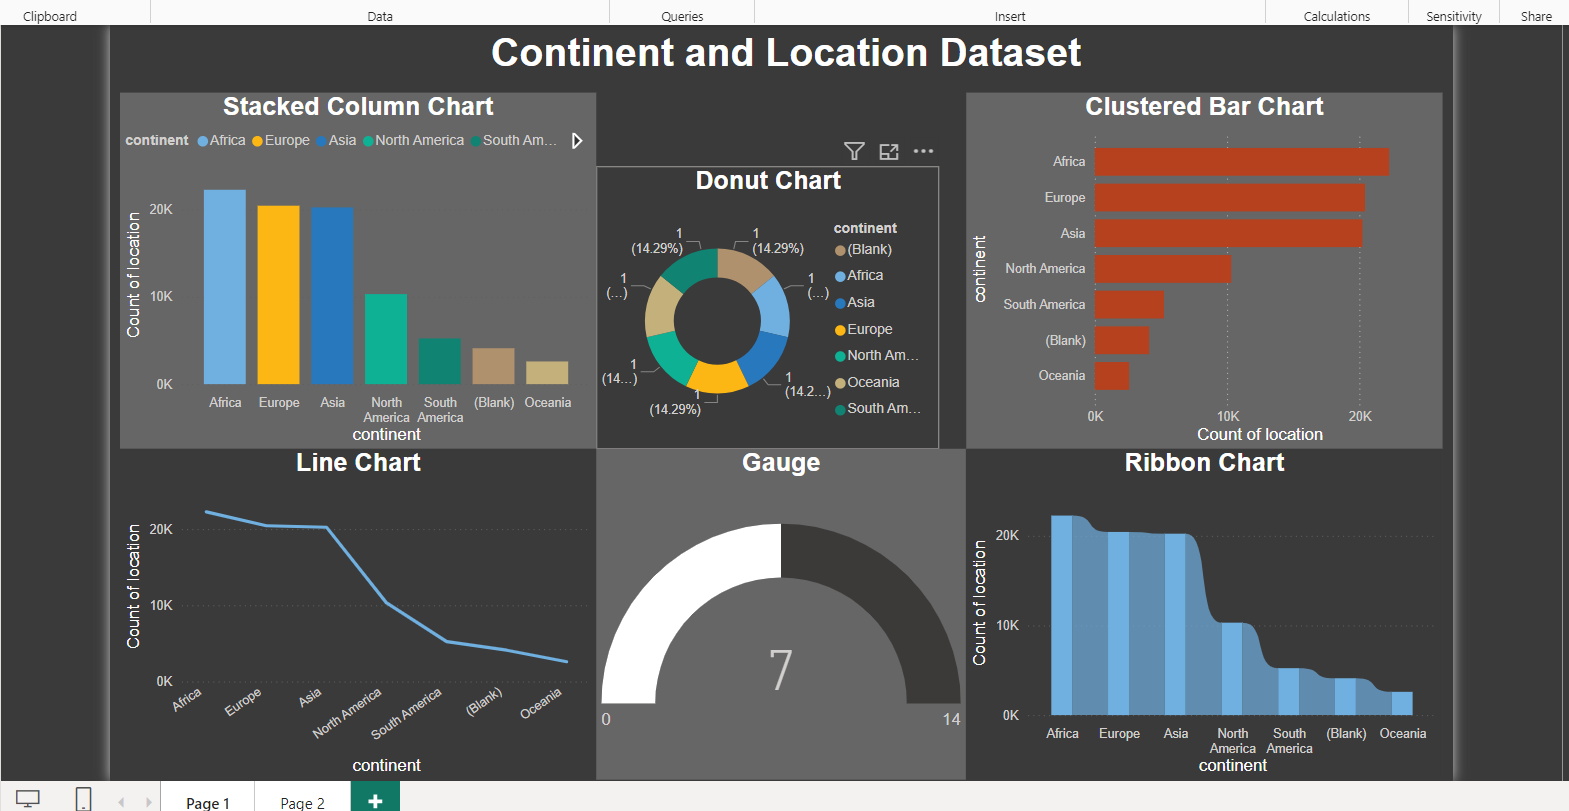 Clipboard Data Queries Insert Calculations Sensitivity Share
Continent and Location Dataset
Stacked Column Chart
continent Africa Europe Asia North America South Am...
Count of location
20K
10K
0K
Africa Europe Asia North America South America (Blank) Oceania
continent
Donut Chart
1 (14.29%)
1 (14.29%)
1 (...)
1 (...)
1 (14...)
1 (14.2...)
1 (14.29%)
continent
(Blank)
Africa
Asia
Europe
North Am...
Oceania
South Am...
Clustered Bar Chart
continent
Africa
Europe
Asia
North America
South America
(Blank)
Oceania
0K 10K 20K
Count of location
Line Chart
Count of location
20K
10K
0K
Africa Europe Asia North America South America (Blank) Oceania
continent
Gauge
7
0 14
Ribbon Chart
Count of location
20K
10K
0K
Africa Europe Asia North America South America (Blank) Oceania
continent
Page 1 Page 2